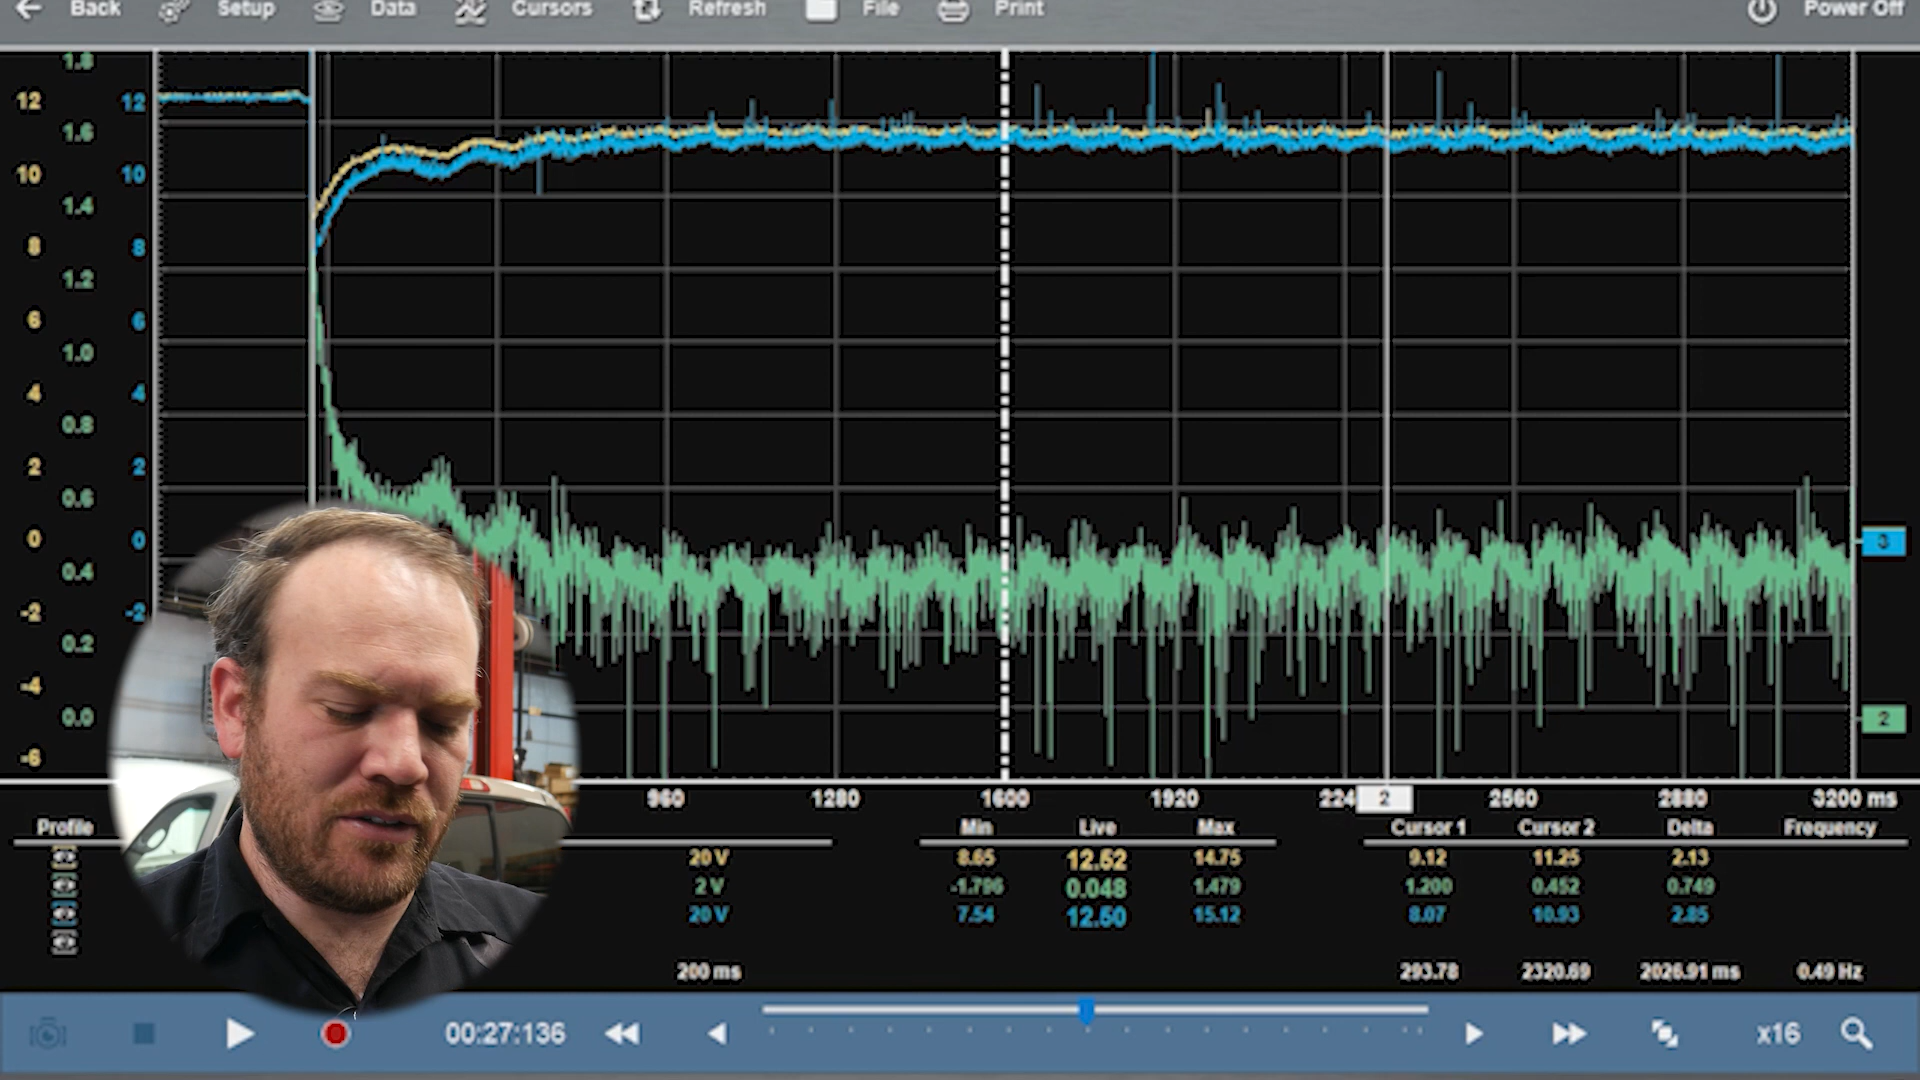 Back Setup Data Cursors Refresh File Print Power Off
1.8
12 12
1.6
10 10
1.4
8 8
1.2
6 6
1.0
4 4
0.8
2 2
0.6
0 0 3
0.4
-2 -2
0.2
-4
0.0 2
-6
960 1280 1600 1920 224 2 2560 2880 3200 ms
Profile Min Live Max Cursor 1 Cursor 2 Delta Frequency
20 V 8.65 12.52 14.75 9.12 11.25 2.13
2 V -1.796 0.048 1.479 1.200 0.452 0.749
20 V 7.54 12.50 15.12 8.07 10.93 2.85
200 ms 293.78 2320.69 2026.91 ms 0.49 Hz
00:27:136 x16